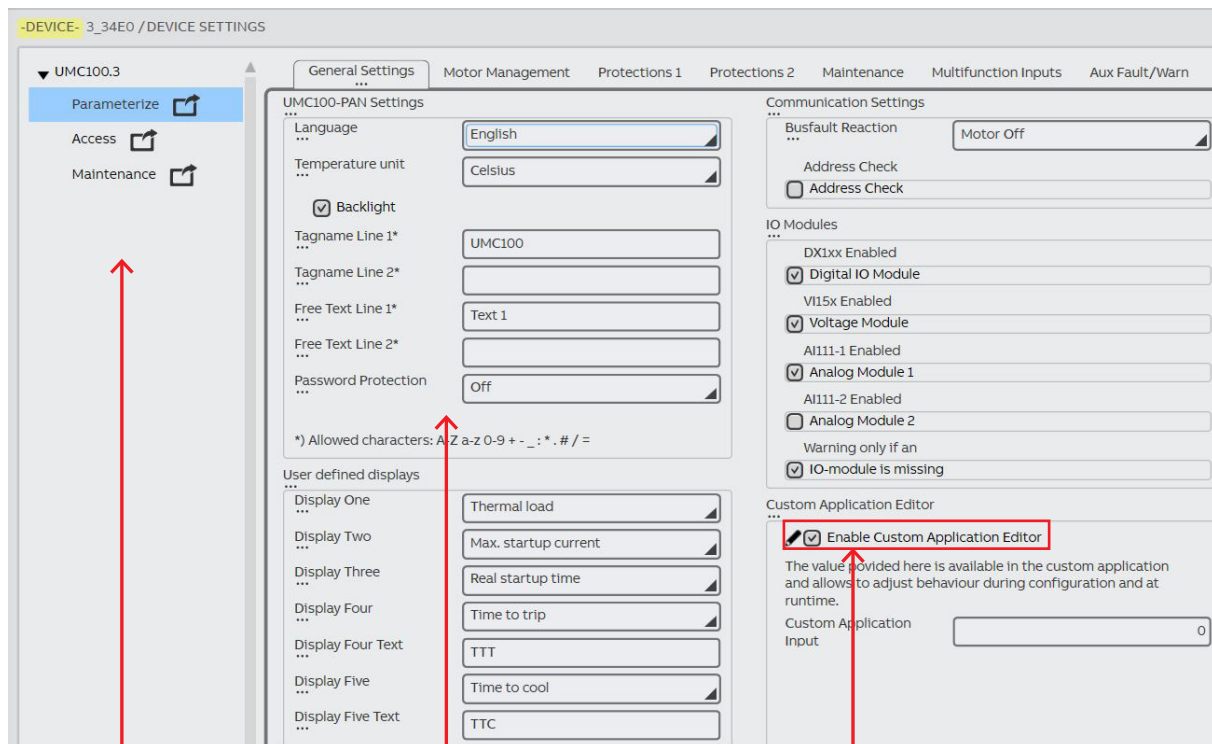 -DEVICE- 3_34E0 / DEVICE SETTINGS
UMC100.3
Parameterize
Access
Maintenance
General Settings
Motor Management
Protections 1
Protections 2
Maintenance
Multifunction Inputs
Aux Fault/Warn
UMC100-PAN Settings
Language
English
Temperature unit
Celsius
Backlight
Tagname Line 1*
UMC100
Tagname Line 2*
Free Text Line 1*
Text 1
Free Text Line 2*
Password Protection
Off
*) Allowed characters: A-Z a-z 0-9 + - _ : * . # / =
User defined displays
Display One
Thermal load
Display Two
Max. startup current
Display Three
Real startup time
Display Four
Time to trip
Display Four Text
TTT
Display Five
Time to cool
Display Five Text
TTC
Communication Settings
Busfault Reaction
Motor Off
Address Check
Address Check
IO Modules
DX1xx Enabled
Digital IO Module
VI15x Enabled
Voltage Module
AI111-1 Enabled
Analog Module 1
AI111-2 Enabled
Analog Module 2
Warning only if an
IO-module is missing
Custom Application Editor
Enable Custom Application Editor
The value povided here is available in the custom application
and allows to adjust behaviour during configuration and at
runtime.
Custom Application
Input
0